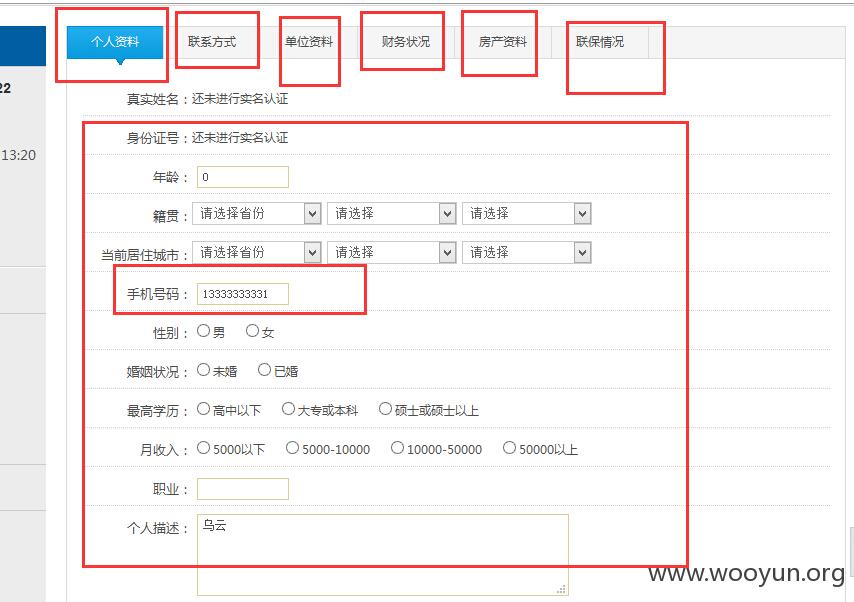 个人资料 联系方式 单位资料 财务状况 房产资料 联保情况
22
真实姓名：还未进行实名认证
身份证号：还未进行实名认证
13:20
年龄： 0
籍贯： 请选择省份 请选择 请选择
当前居住城市： 请选择省份 请选择 请选择
手机号码： 13333333331
性别： 男 女
婚姻状况： 未婚 已婚
最高学历： 高中以下 大专或本科 硕士或硕士以上
月收入： 5000以下 5000-10000 10000-50000 50000以上
职业：
个人描述： 乌云
www.wooyun.org